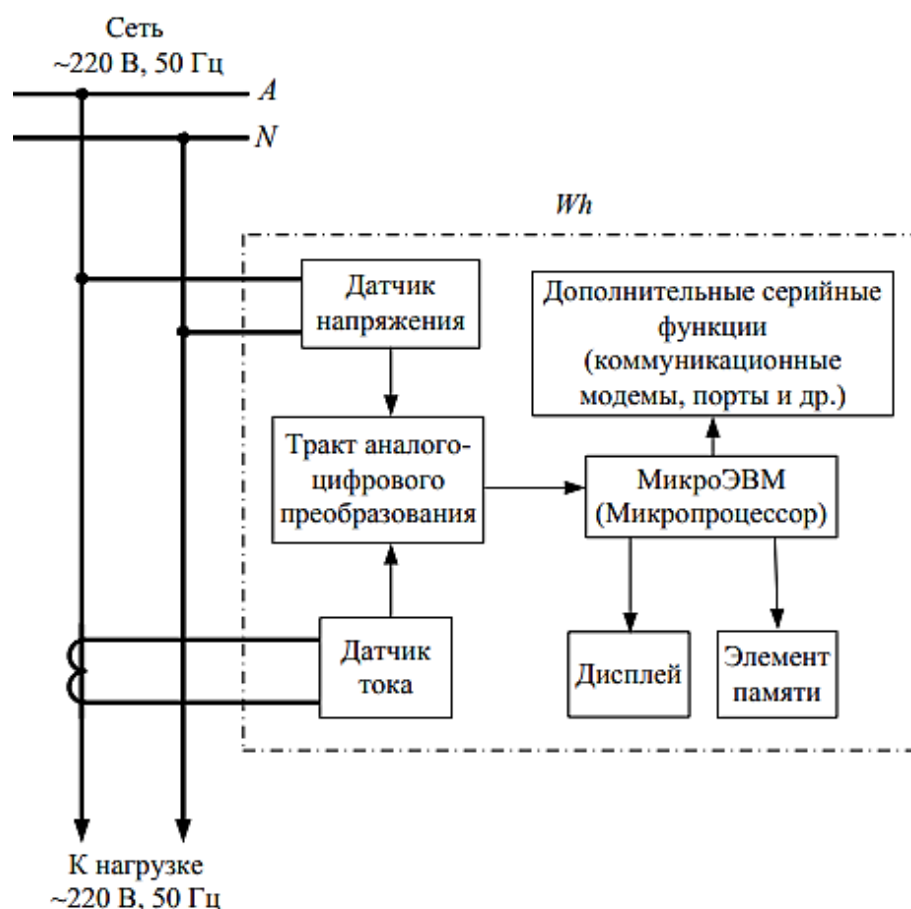 Сеть
~220 В, 50 Гц
A
N
Wh
Датчик
напряжения
Дополнительные серийные
функции
(коммуникационные
модемы, порты и др.)
Тракт аналого-
цифрового
преобразования
МикроЭВМ
(Микропроцессор)
Датчик
тока
Дисплей
Элемент
памяти
К нагрузке
~220 В, 50 Гц